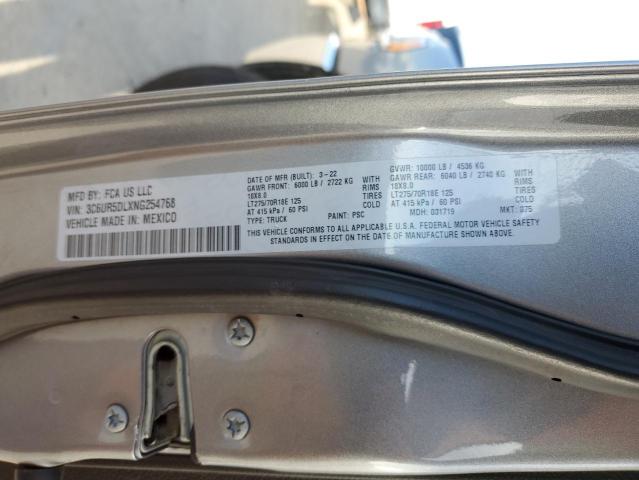 MFD BY: FCA US LLC
VIN: 3C6UR5DLXNG254768
VEHICLE MADE IN: MEXICO
DATE OF MFR (BUILT): 3-22
GAWR FRONT: 6000 LB / 2722 KG WITH
18X8.0 RIMS
LT275/70R18E 125 TIRES
AT 415 kPa / 60 PSI COLD
TYPE: TRUCK PAINT: PSC
GVWR: 10000 LB / 4536 KG
GAWR REAR: 6040 LB / 2740 KG WITH
18X8.0 RIMS
LT275/70R18E 125 TIRES
AT 415 kPa / 60 PSI COLD
MDH: 031719 MKT: 075
THIS VEHICLE CONFORMS TO ALL APPLICABLE U.S.A. FEDERAL MOTOR VEHICLE SAFETY
STANDARDS IN EFFECT ON THE DATE OF MANUFACTURE SHOWN ABOVE.